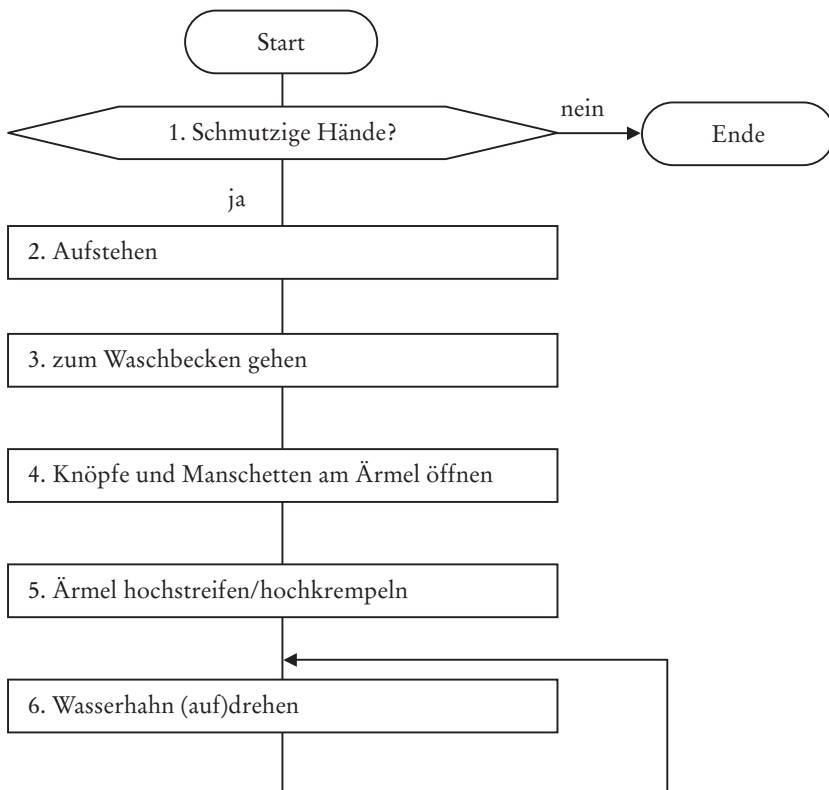 Start
1. Schmutzige Hände?
nein
Ende
ja
2. Aufstehen
3. zum Waschbecken gehen
4. Knöpfe und Manschetten am Ärmel öffnen
5. Ärmel hochstreifen/hochkrempeln
6. Wasserhahn (auf)drehen